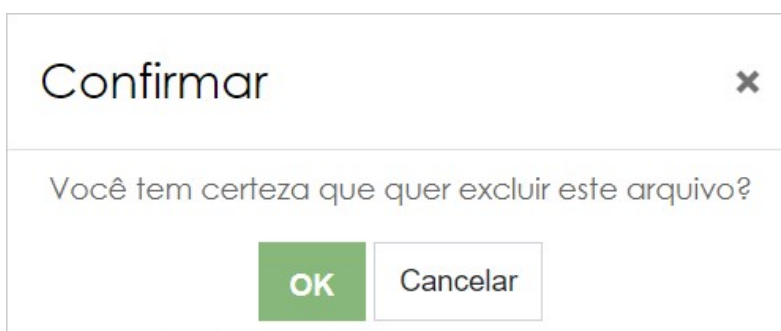 Confirmar
Você tem certeza que quer excluir este arquivo?
OK Cancelar